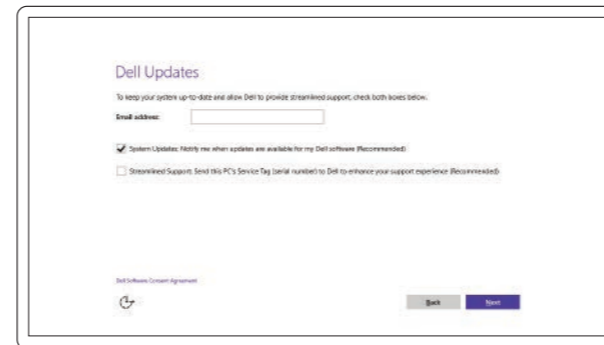 Dell Updates
To keep your system up-to-date and allow Dell to provide streamlined support, check both boxes below.
Email address:
System Updates: Notify me when updates are available for my Dell software (Recommended)
Streamlined Support: Send this PC's Service Tag (serial number) to Dell to enhance your support experience (Recommended)
Dell Software Consent Agreement
Back Next